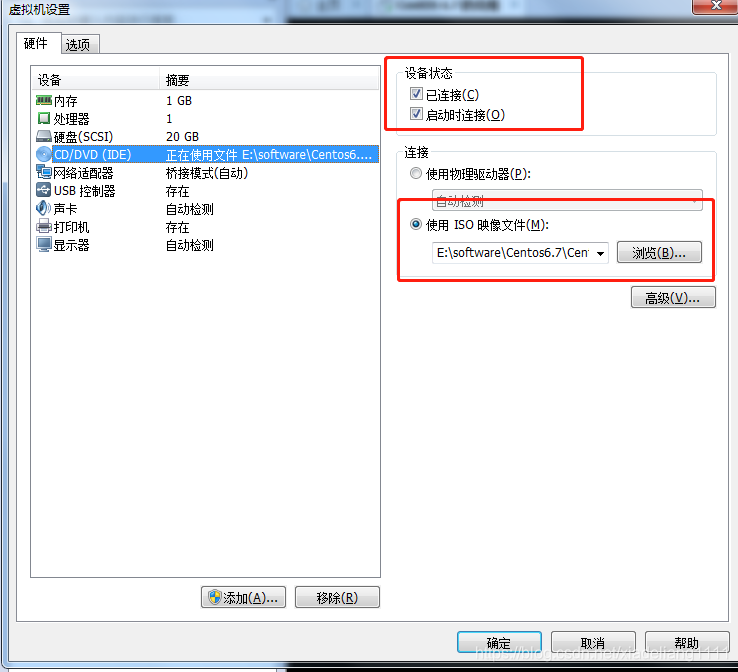 虚拟机设置
硬件 选项
设备 摘要
内存 1 GB
处理器 1
硬盘(SCSI) 20 GB
CD/DVD (IDE) 正在使用文件 E:\software\Centos6....
网络适配器 桥接模式(自动)
USB 控制器 存在
声卡 自动检测
打印机 存在
显示器 自动检测
添加(A)... 移除(R)
设备状态
已连接(C)
启动时连接(O)
连接
使用物理驱动器(P):
自动检测
使用 ISO 映像文件(M):
E:\software\Centos6.7\Cen 浏览(B)...
高级(V)...
确定 取消 帮助
https://blog.csdn.net/xiaoqiang1111